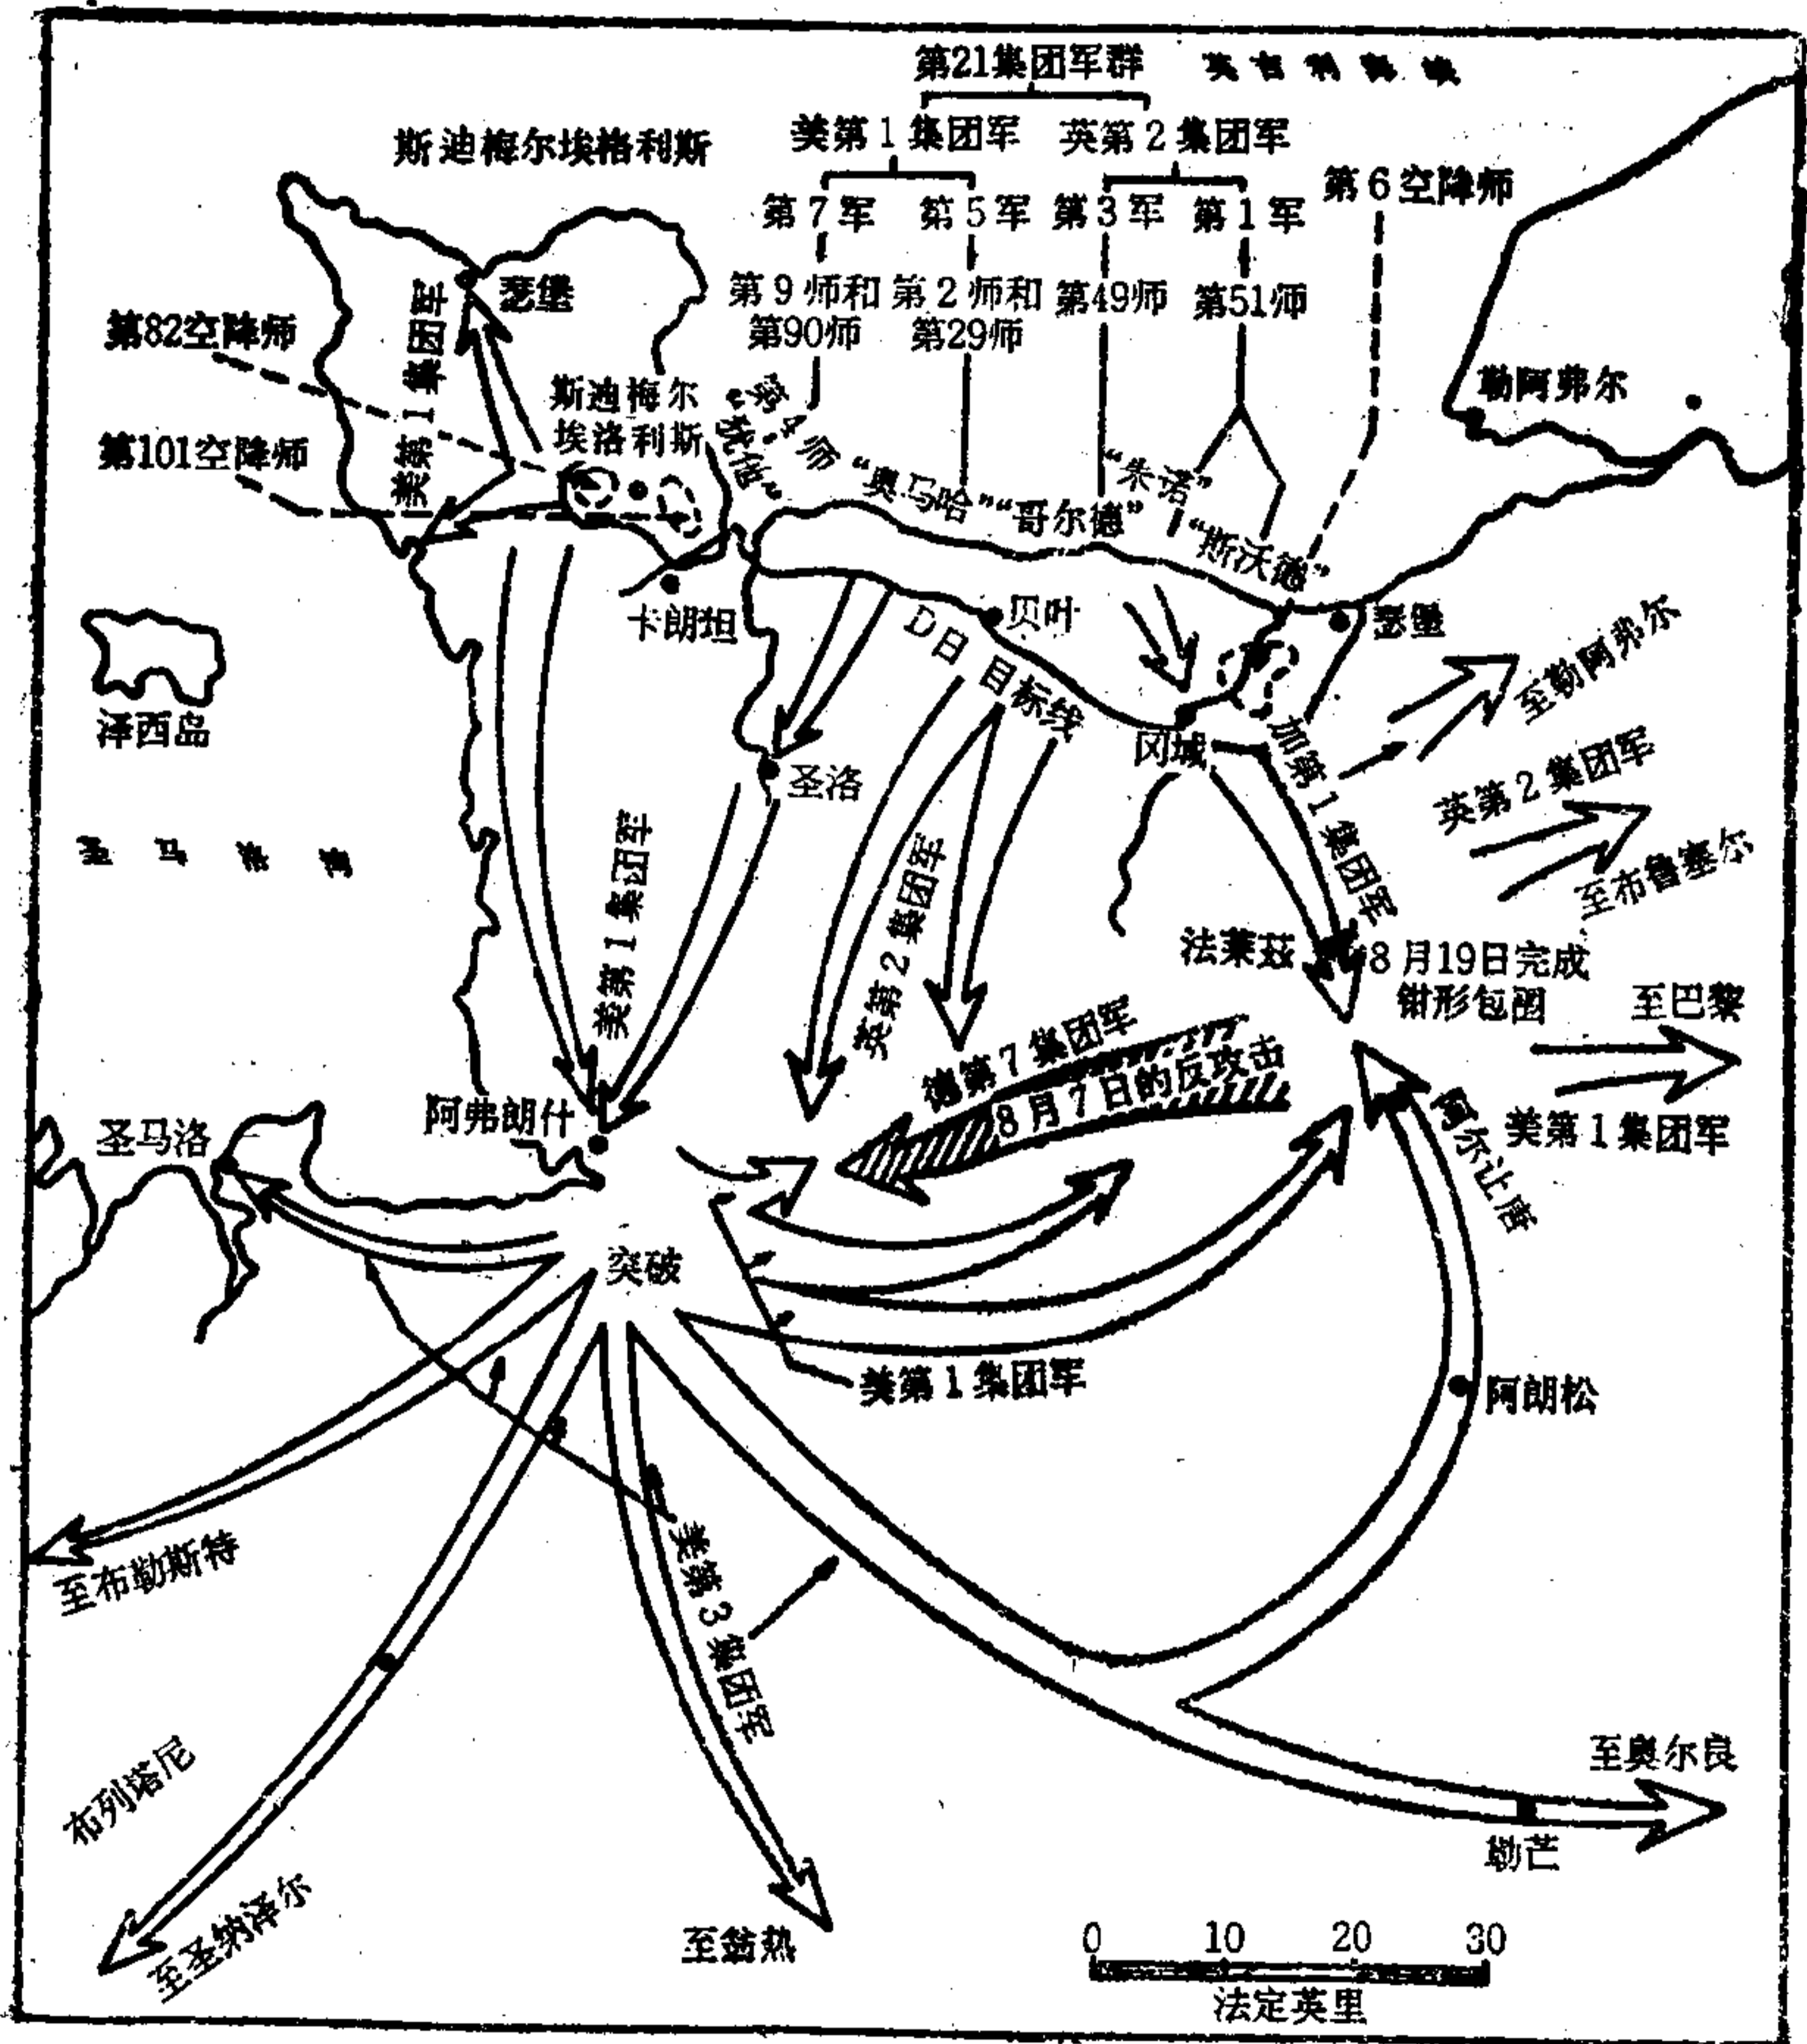 第21集团军群
英吉利海峡
美第1集团军
英第2集团军
斯迪梅尔埃格利斯
第6空降师
第7军
第5军
第3军
第1军
瑟堡
第9师和
第90师
第2师和
第29师
第49师
第51师
第82空降师
美第1集团军
勒阿弗尔
斯迪梅尔
埃洛利斯
第4师
第101空降师
“奥马哈”
“哥尔德”
“朱诺”
“斯沃德”
卡朗坦
贝叶
瑟堡
D日目标线
至勒阿弗尔
泽西岛
冈城
圣洛
加第1集团军
英第2集团军
至布鲁塞尔
美第1集团军
英第2集团军
法莱兹
8月19日完成
钳形包围
至巴黎
德第7集团军
8月7日的反攻击
阿弗朗什
圣马洛
阿尔让唐
美第1集团军
突破
美第1集团军
阿朗松
至布勒斯特
美第3集团军
布列塔尼
至奥尔良
勒芒
至圣纳泽尔
至翁热
0 10 20 30
法定英里